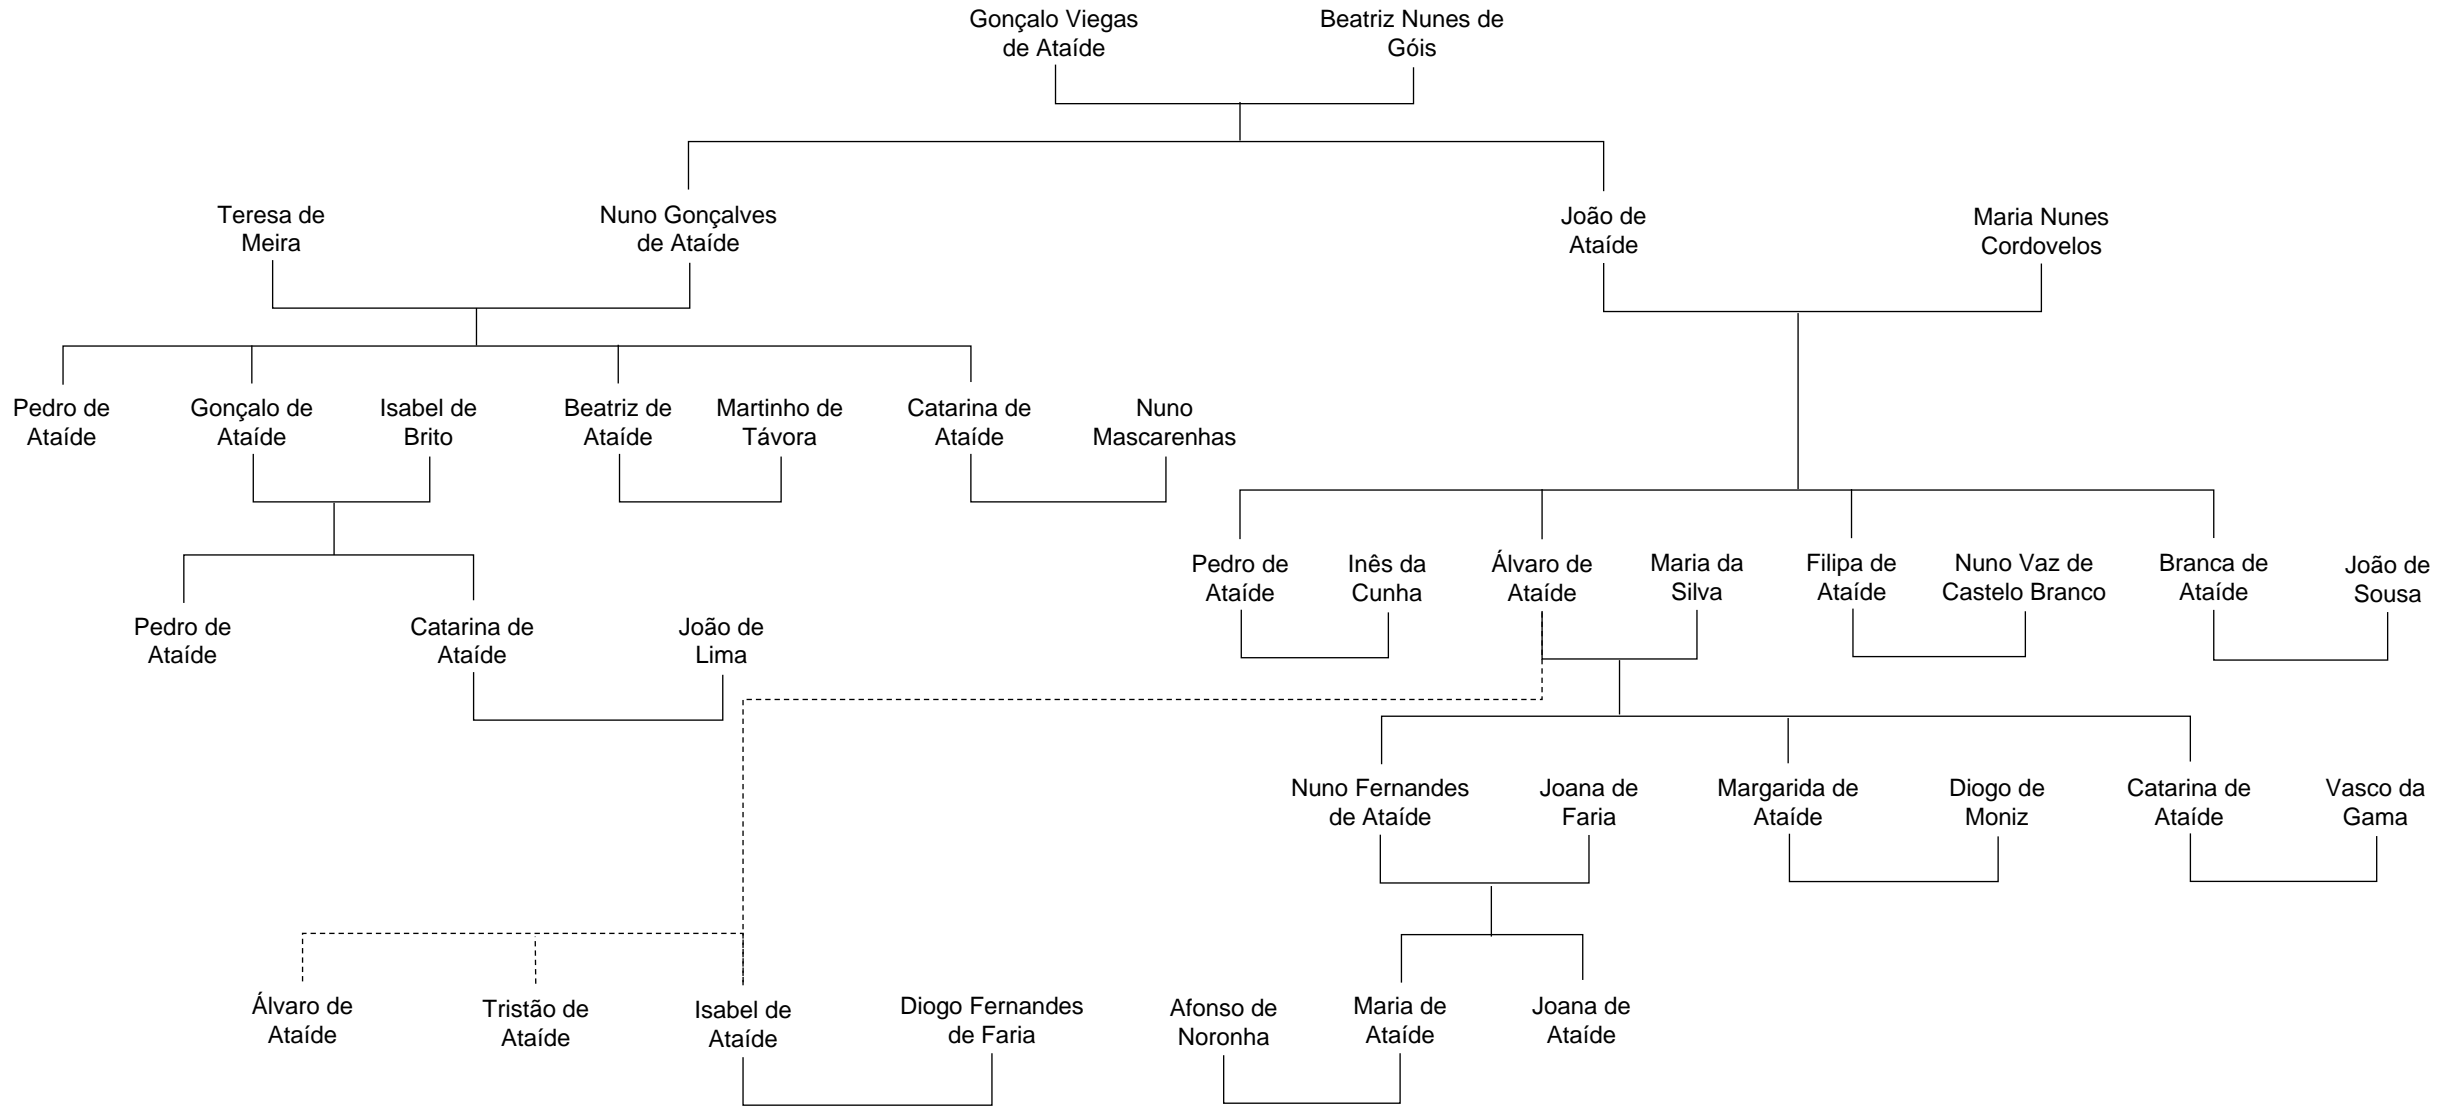 Gonçalo Viegas
de Ataíde
Beatriz Nunes de
Góis
Teresa de
Meira
Nuno Gonçalves
de Ataíde
João de
Ataíde
Maria Nunes
Cordovelos
Pedro de
Ataíde
Gonçalo de
Ataíde
Isabel de
Brito
Beatriz de
Ataíde
Martinho de
Távora
Catarina de
Ataíde
Nuno
Mascarenhas
Pedro de
Ataíde
Inês da
Cunha
Álvaro de
Ataíde
Maria da
Silva
Filipa de
Ataíde
Nuno Vaz de
Castelo Branco
Branca de
Ataíde
João de
Sousa
Pedro de
Ataíde
Catarina de
Ataíde
João de
Lima
Nuno Fernandes
de Ataíde
Joana de
Faria
Margarida de
Ataíde
Diogo de
Moniz
Catarina de
Ataíde
Vasco da
Gama
Álvaro de
Ataíde
Tristão de
Ataíde
Isabel de
Ataíde
Diogo Fernandes
de Faria
Afonso de
Noronha
Maria de
Ataíde
Joana de
Ataíde